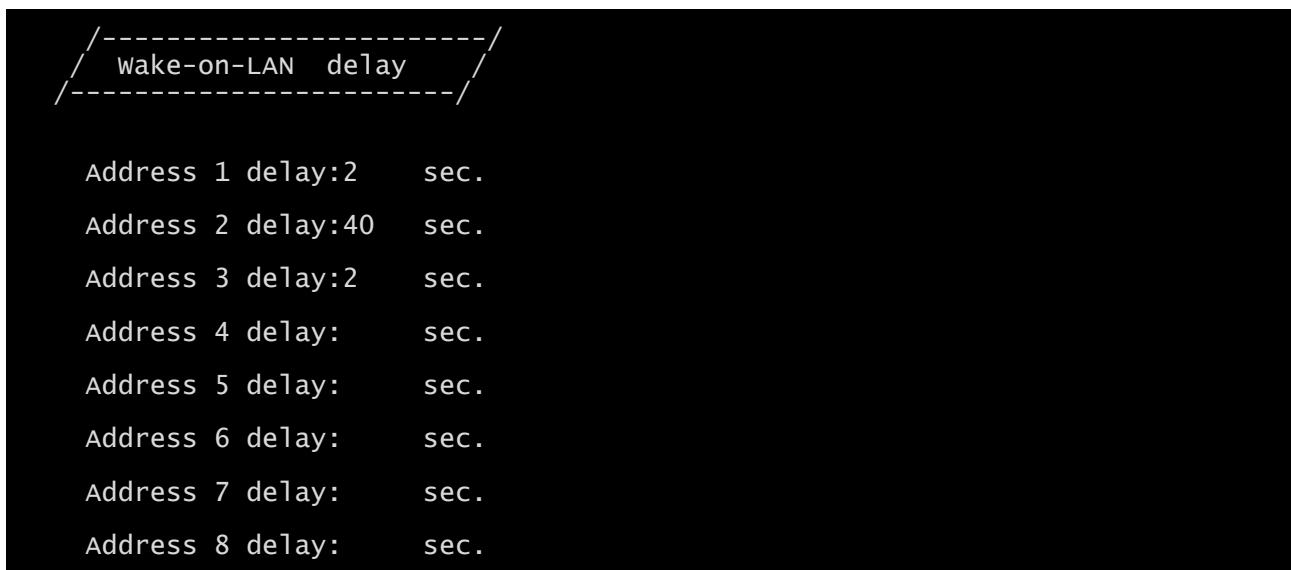 /------------------------/
/  Wake-on-LAN  delay    /
/------------------------/
Address 1 delay:2    sec.
Address 2 delay:40   sec.
Address 3 delay:2    sec.
Address 4 delay:     sec.
Address 5 delay:     sec.
Address 6 delay:     sec.
Address 7 delay:     sec.
Address 8 delay:     sec.